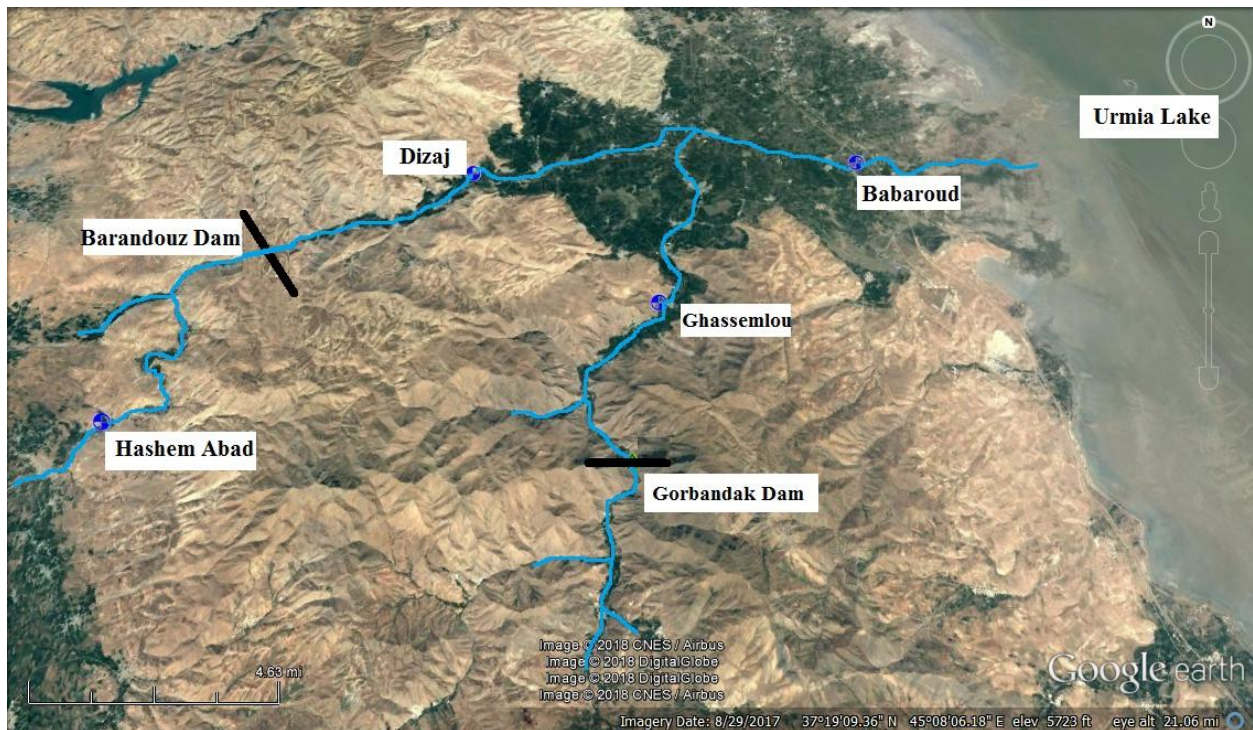 N
Urmia Lake
Dizaj
Babaroud
Barandouz Dam
Ghassemlou
Hashem Abad
Gorbandak Dam
Image © 2018 CNES / Airbus
Image © 2018 DigitalGlobe
Image © 2018 DigitalGlobe
Image © 2018 CNES / Airbus
4.63 mi
Google earth
Imagery Date: 8/29/2017 37°19'09.36" N 45°08'06.18" E elev 5723 ft eye alt 21.06 mi